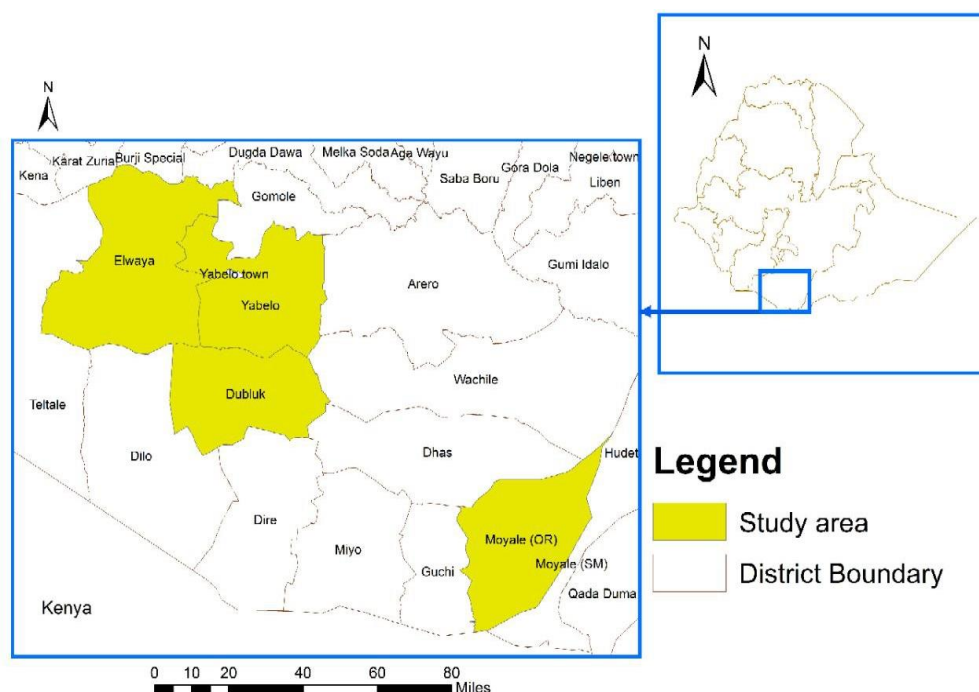 N
N
Karat Zuria
Burji Special
Dugda Dawa
Melka Soda
Aga Wayu
Negele town
Kena
Saba Boru
Gora Dola
Liben
Gomole
Elwaya
Yabelo town
Gumi Idalo
Arero
Yabelo
Wachile
Dubluk
Teltale
Dhas
Hudet
Dilo
Dire
Moyale (OR)
Miyo
Moyale (SM)
Guchi
Qada Duma
Kenya
Legend
Study area
District Boundary
0 10 20 40 60 80
Miles